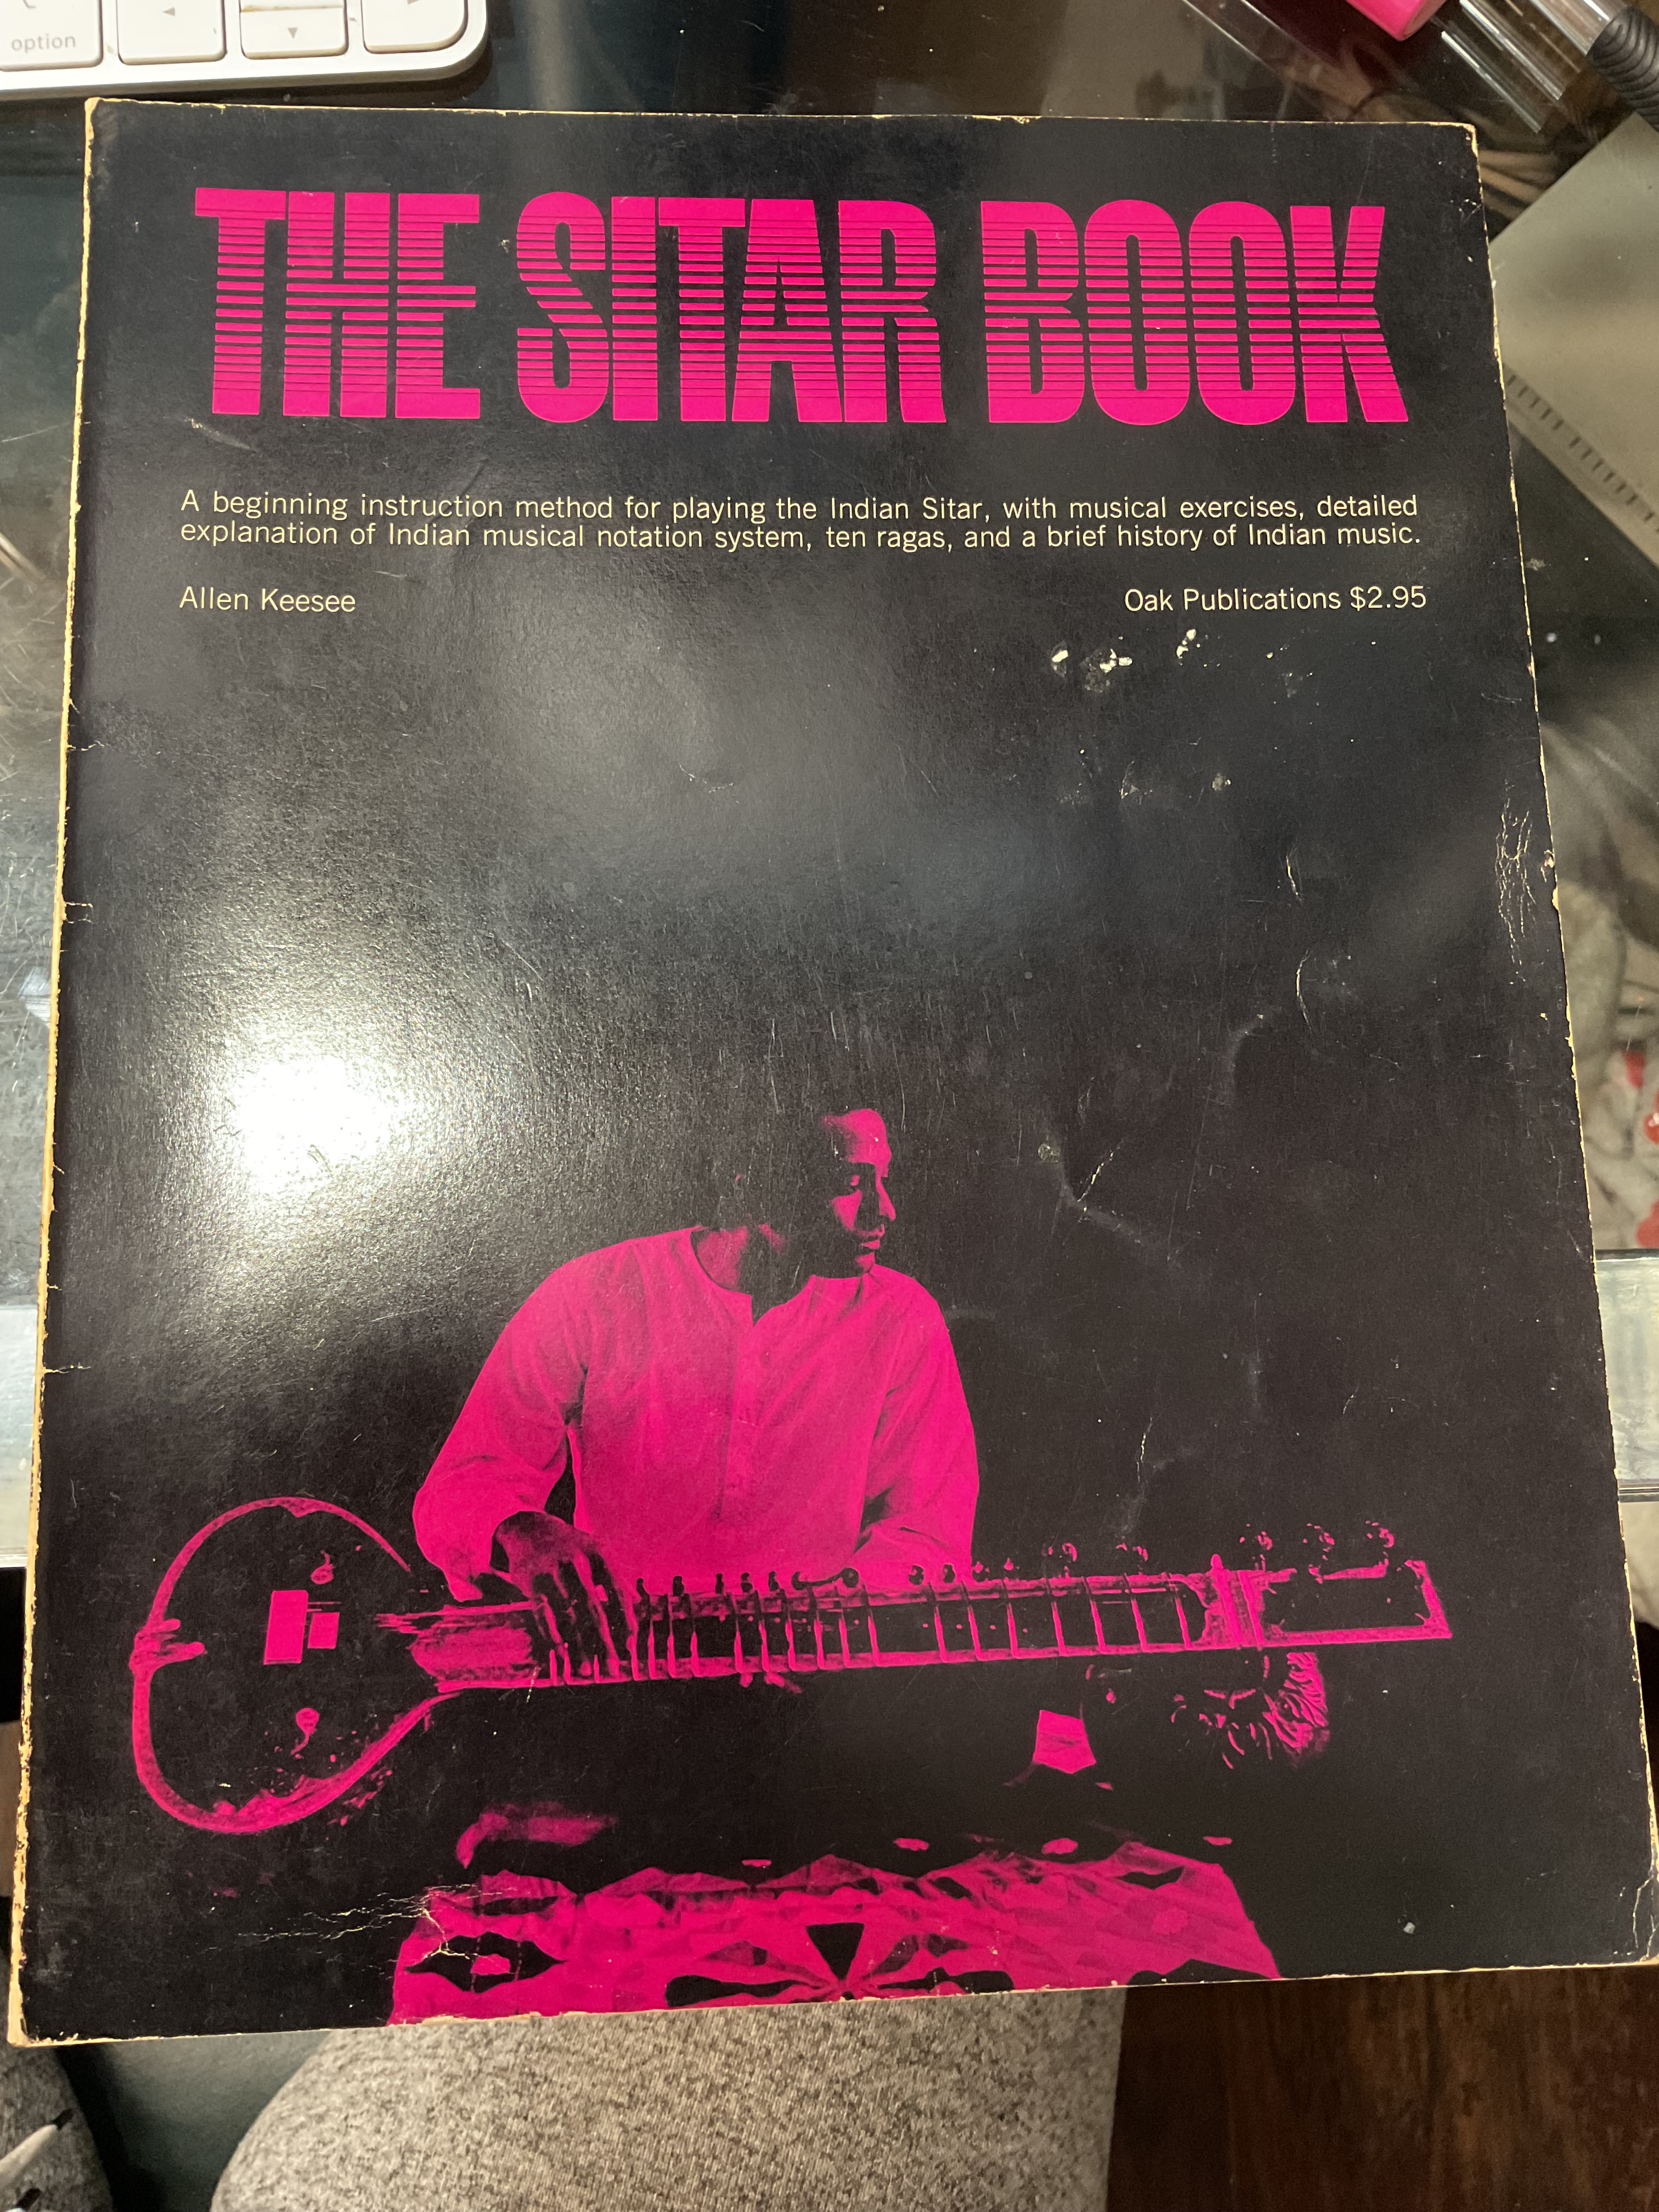 option
THE SITAR BOOK
A beginning instruction method for playing the Indian Sitar, with musical exercises, detailed
explanation of Indian musical notation system, ten ragas, and a brief history of Indian music.
Allen Keesee
Oak Publications $2.95